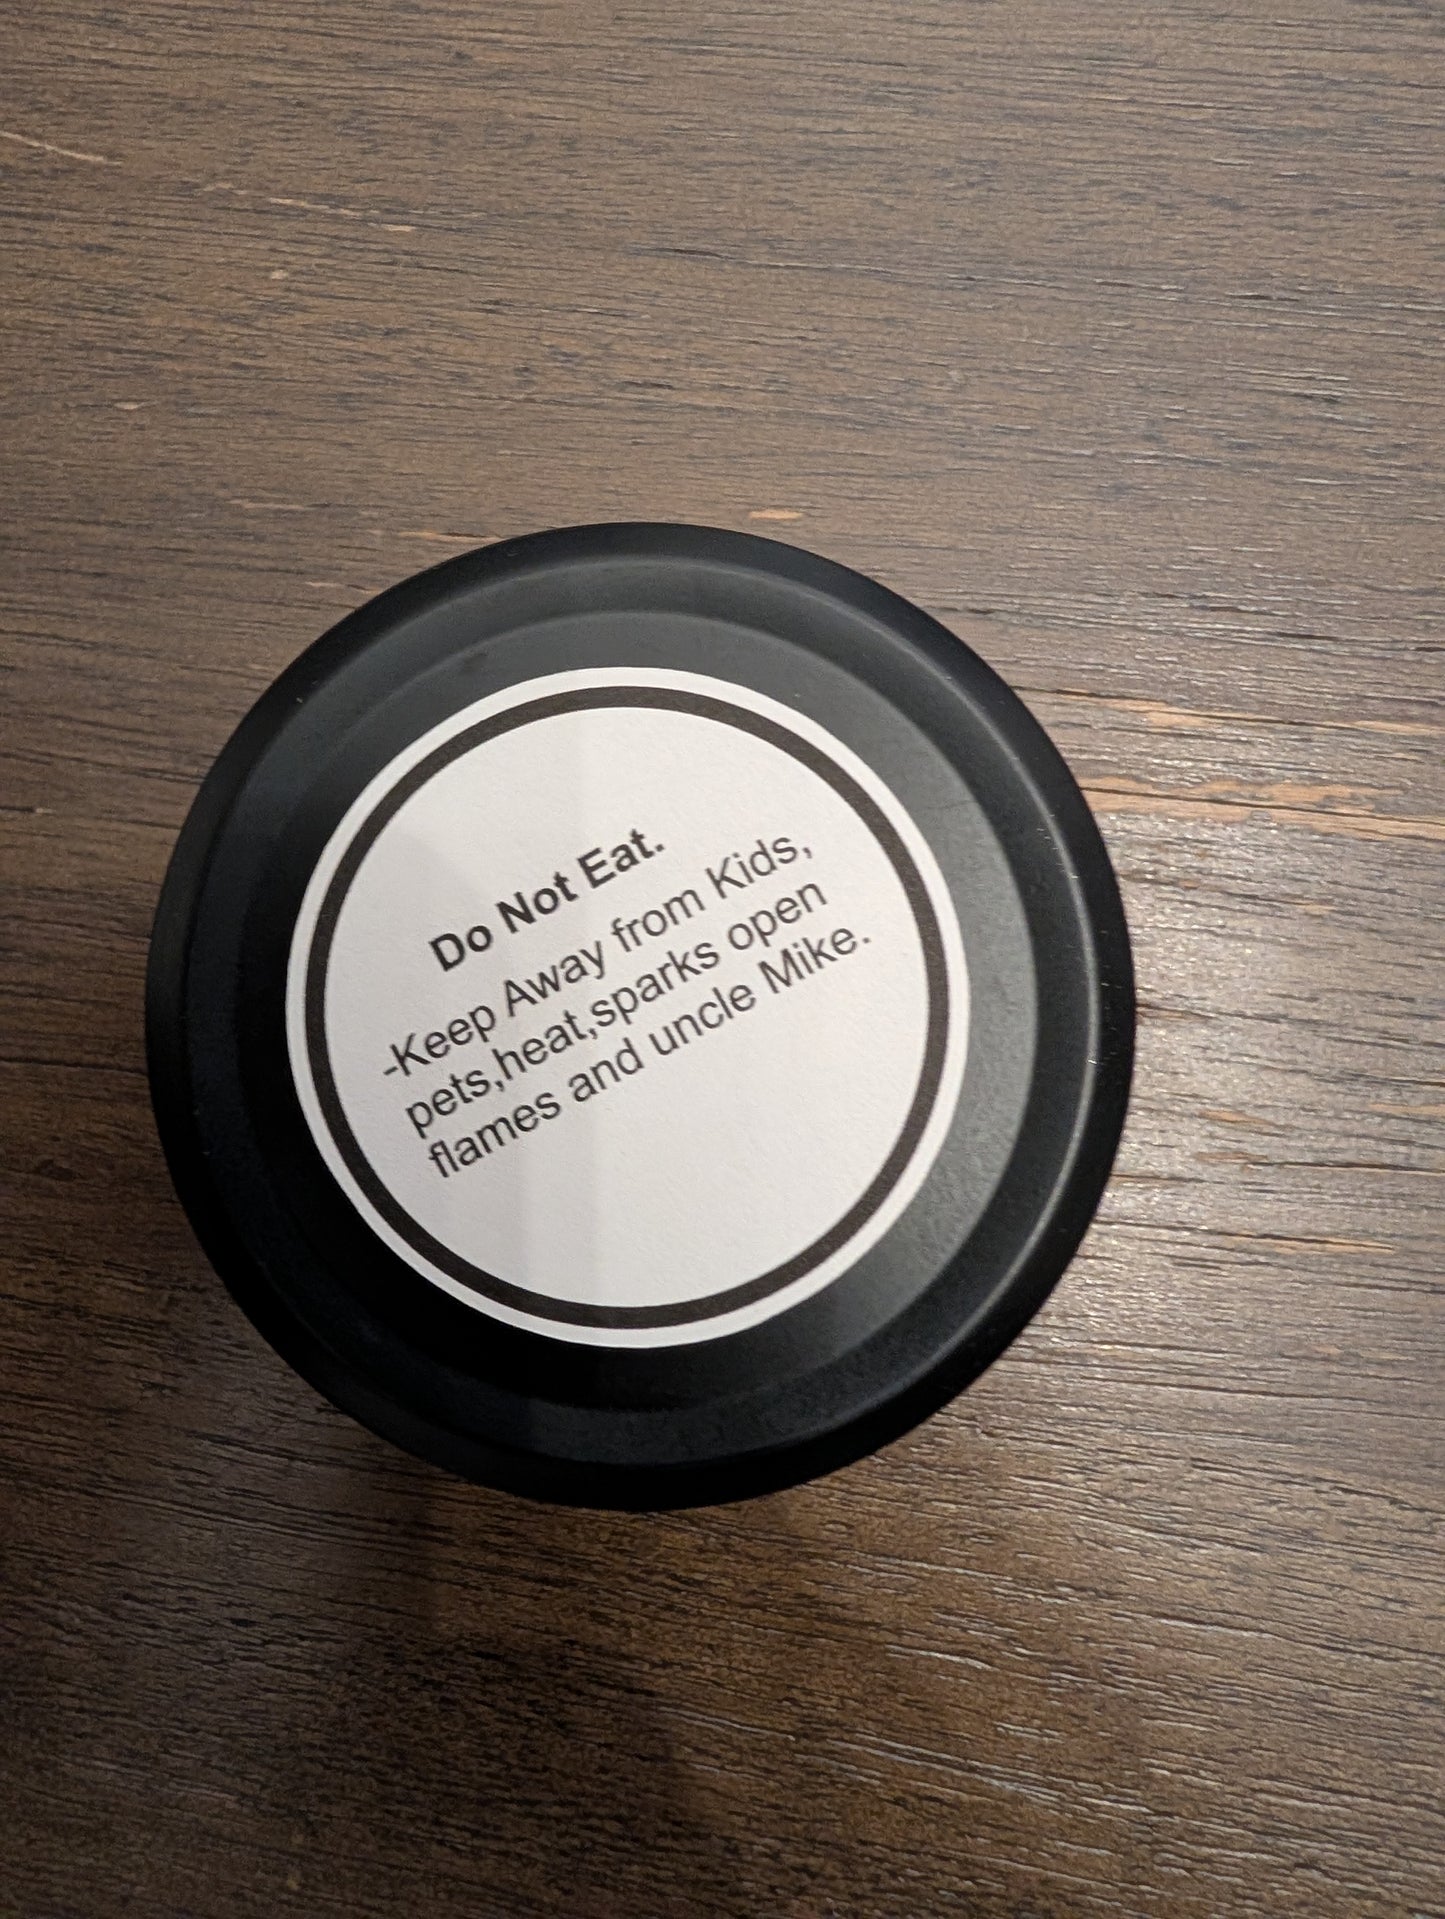 Do Not Eat.
-Keep Away from Kids,
pets,heat,sparks open
flames and uncle Mike.